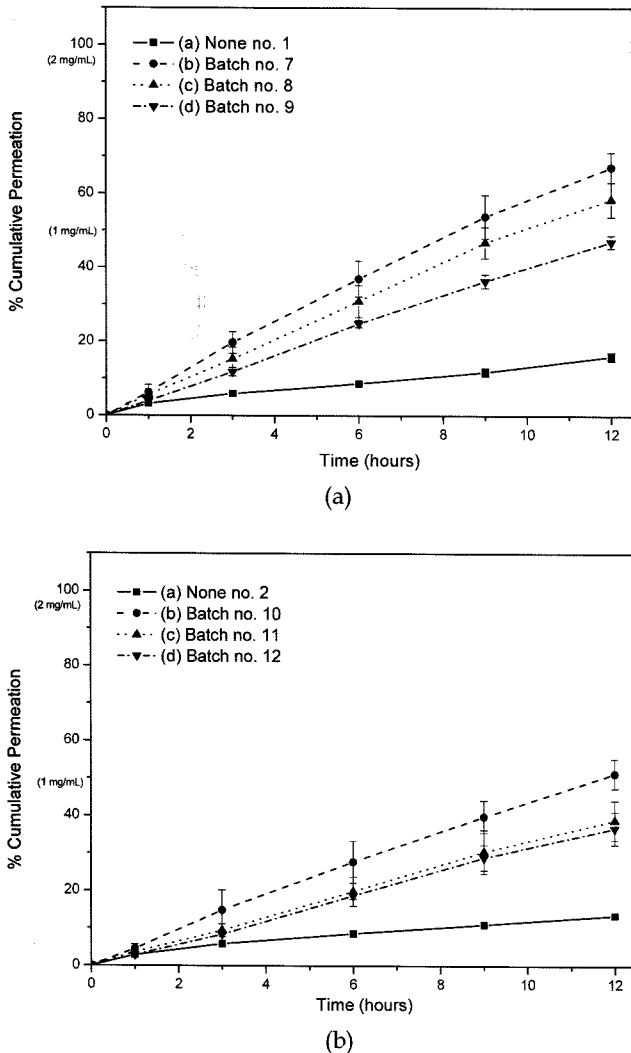 100
(2 mg/mL)
80
60
(1 mg/mL)
40
20
0
% Cumulative Permeation
(a) None no. 1
(b) Batch no. 7
(c) Batch no. 8
(d) Batch no. 9
0 2 4 6 8 10 12
Time (hours)
(a)
100
(2 mg/mL)
80
60
(1 mg/mL)
40
20
0
% Cumulative Permeation
(a) None no. 2
(b) Batch no. 10
(c) Batch no. 11
(d) Batch no. 12
0 2 4 6 8 10 12
Time (hours)
(b)